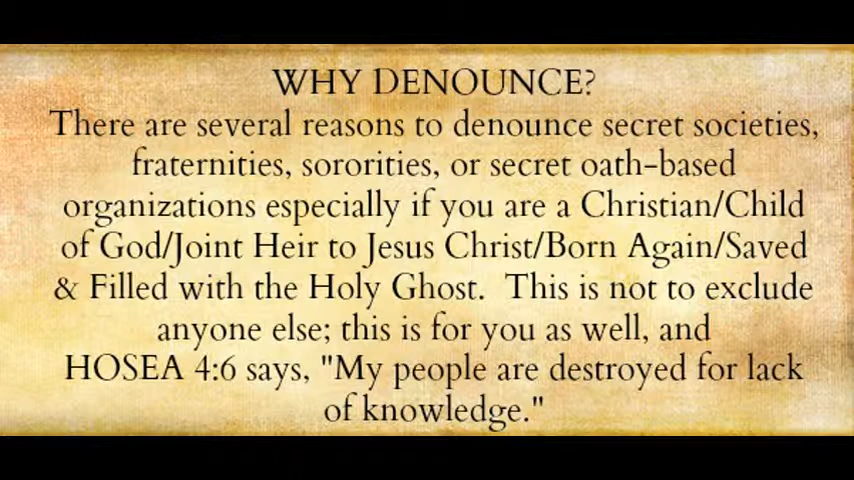 WHY DENOUNCE?
There are several reasons to denounce secret societies,
fraternities, sororities, or secret oath-based
organizations especially if you are a Christian/Child
of God/Joint Heir to Jesus Christ/Born Again/Saved
& Filled with the Holy Ghost.  This is not to exclude
anyone else; this is for you as well, and
HOSEA 4:6 says, "My people are destroyed for lack
of knowledge."